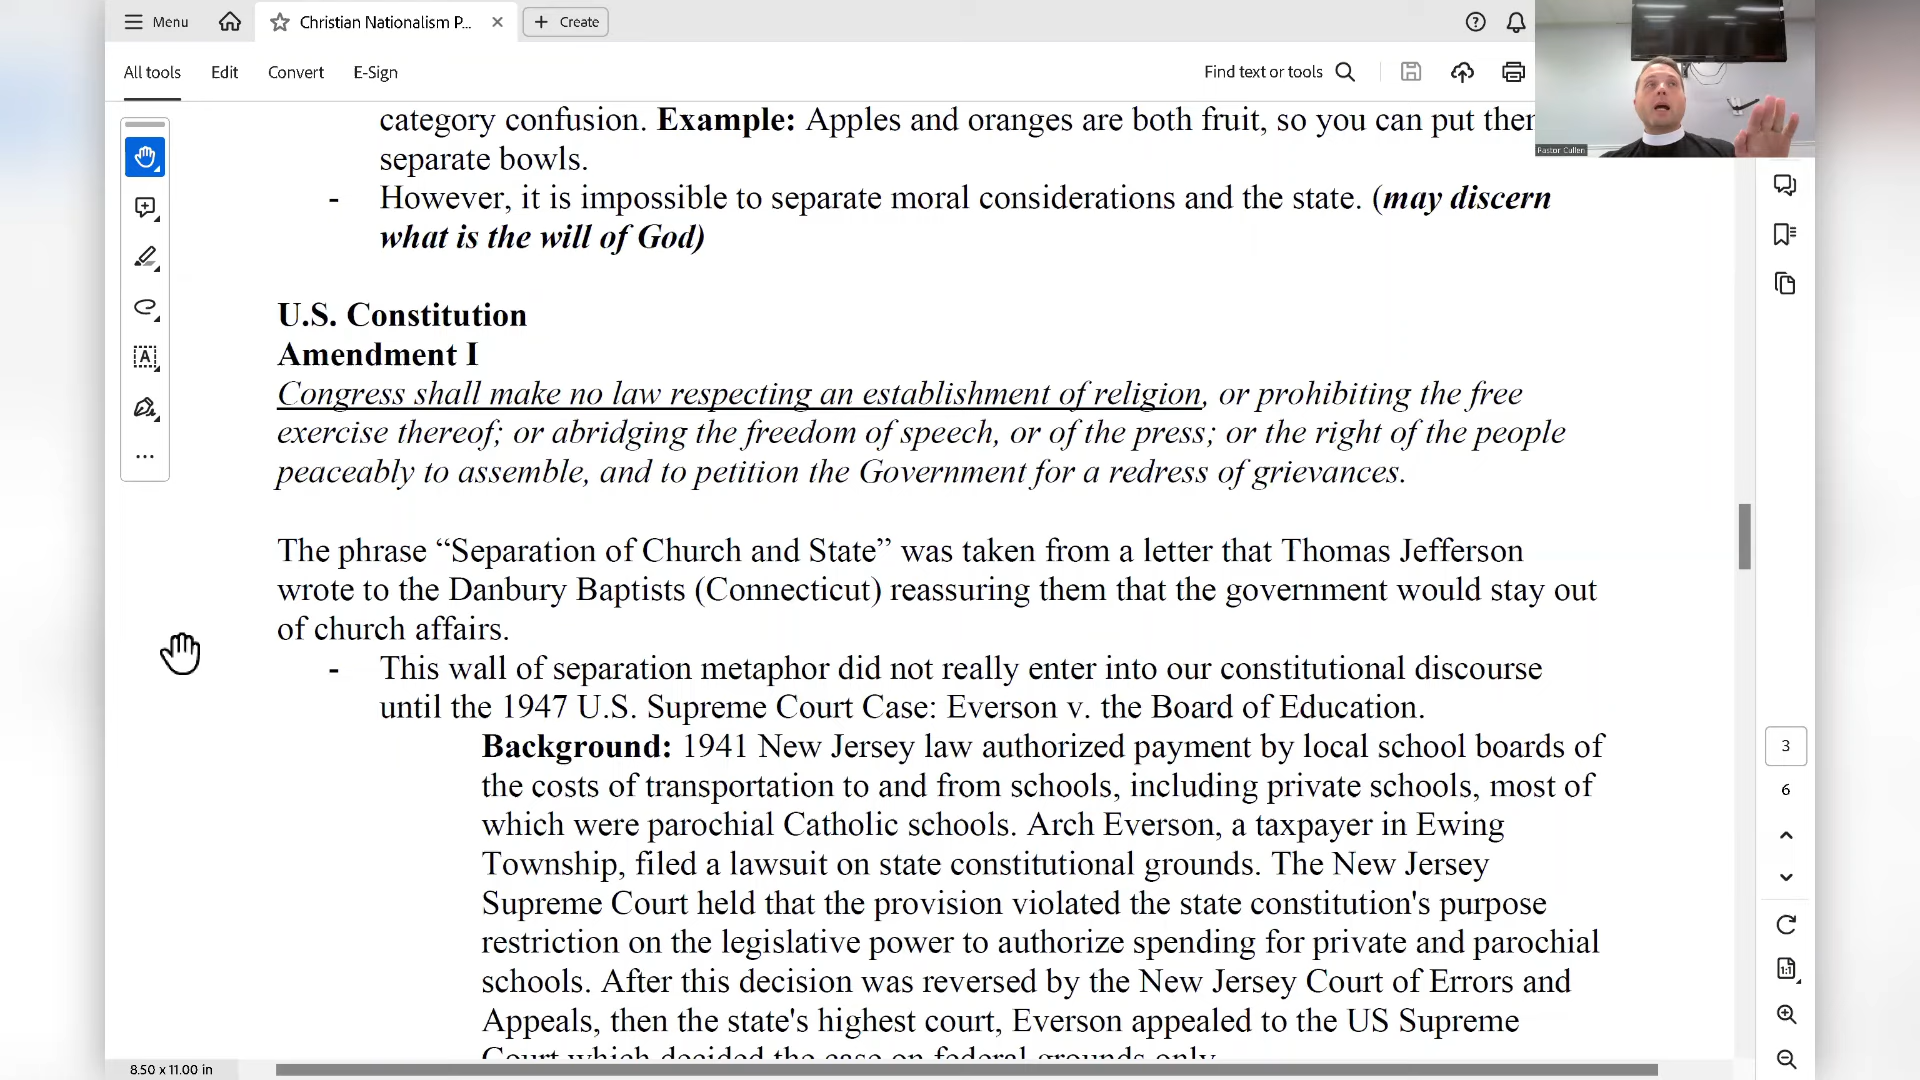 Menu
Christian Nationalism P...
Create
All tools
Edit
Convert
E-Sign
Find text or tools
Pastor Cullen
category confusion. Example: Apples and oranges are both fruit, so you can put
separate bowls.
- However, it is impossible to separate moral considerations and the state. (may discern
what is the will of God)
U.S. Constitution
Amendment I
Congress shall make no law respecting an establishment of religion, or prohibiting the free
exercise thereof; or abridging the freedom of speech, or of the press; or the right of the people
peaceably to assemble, and to petition the Government for a redress of grievances.
The phrase “Separation of Church and State” was taken from a letter that Thomas Jefferson
wrote to the Danbury Baptists (Connecticut) reassuring them that the government would stay out
of church affairs.
- This wall of separation metaphor did not really enter into our constitutional discourse
until the 1947 U.S. Supreme Court Case: Everson v. the Board of Education.
Background: 1941 New Jersey law authorized payment by local school boards of
the costs of transportation to and from schools, including private schools, most of
which were parochial Catholic schools. Arch Everson, a taxpayer in Ewing
Township, filed a lawsuit on state constitutional grounds. The New Jersey
Supreme Court held that the provision violated the state constitution's purpose
restriction on the legislative power to authorize spending for private and parochial
schools. After this decision was reversed by the New Jersey Court of Errors and
Appeals, then the state's highest court, Everson appealed to the US Supreme
Court which decided the case on federal grounds only.
3
6
8.50 x 11.00 in